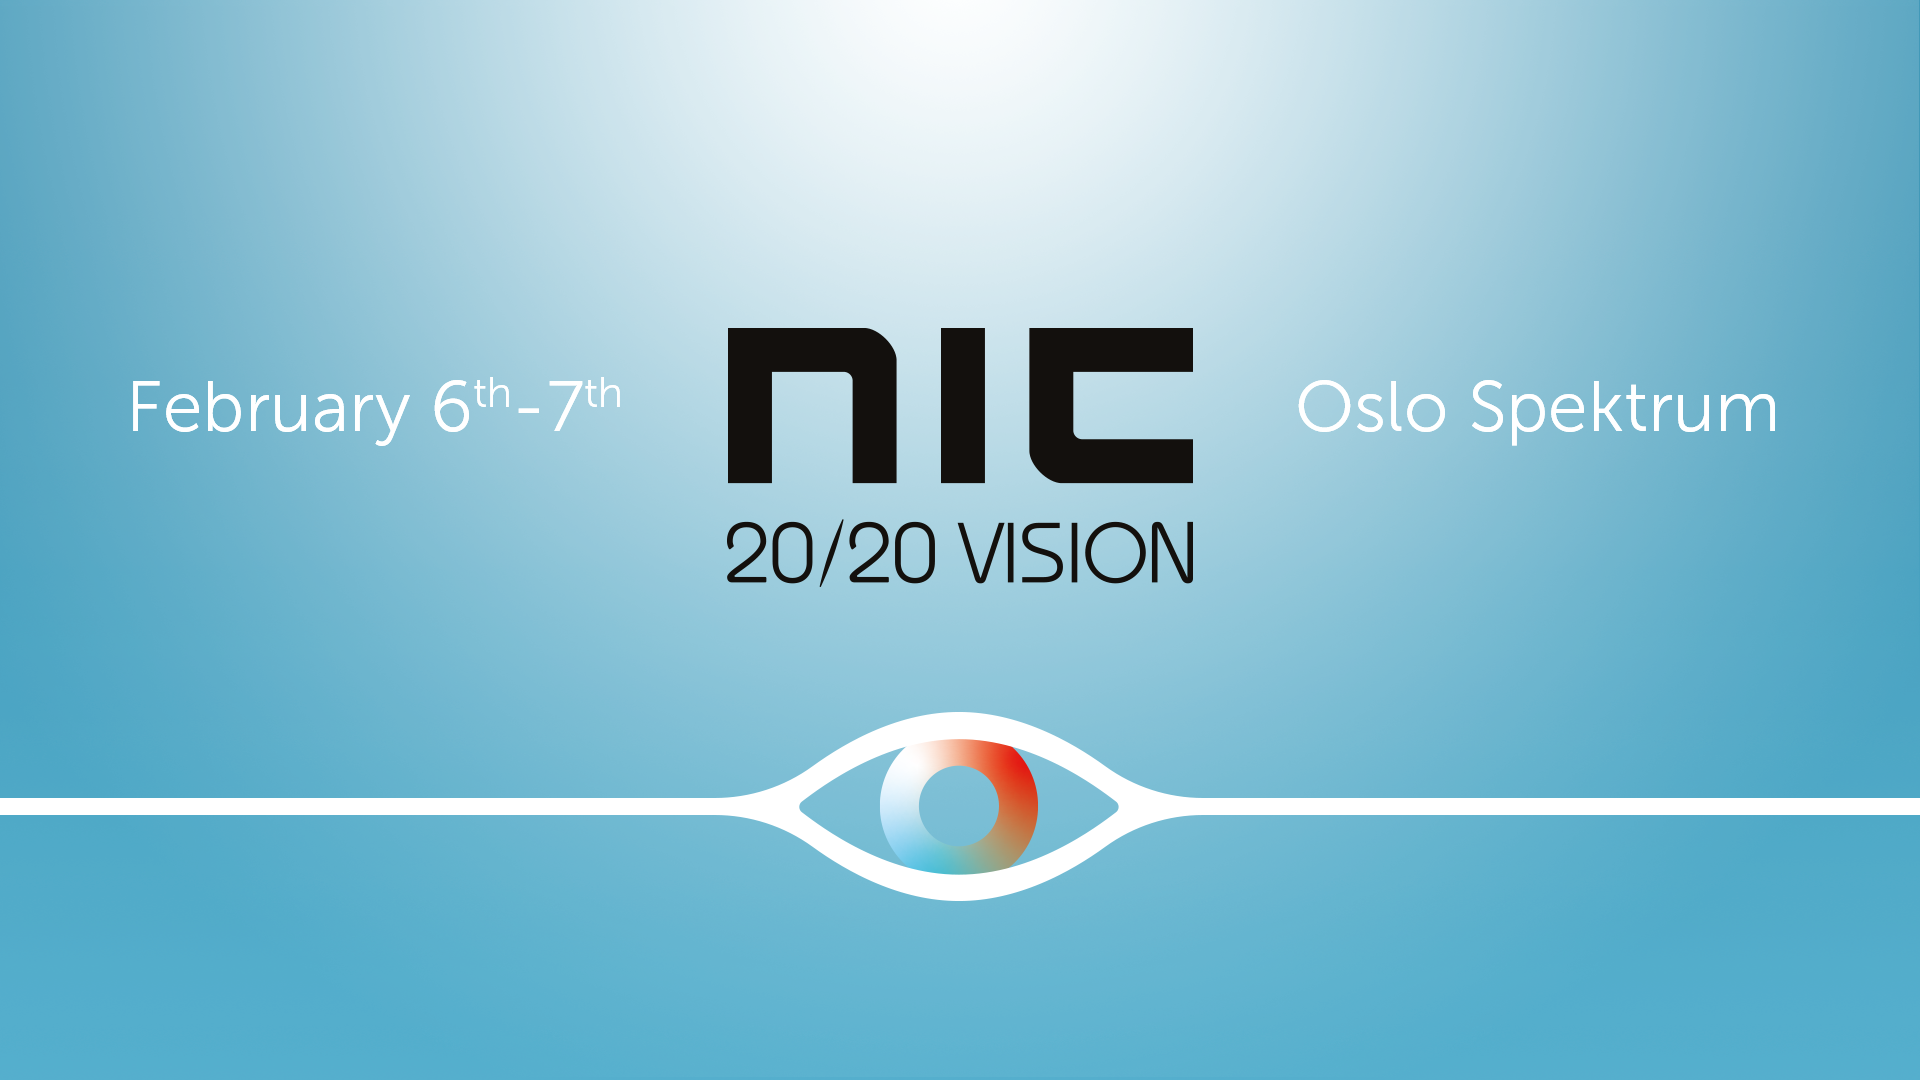 February 6th-7th
nic
Oslo Spektrum
20/20 VISION